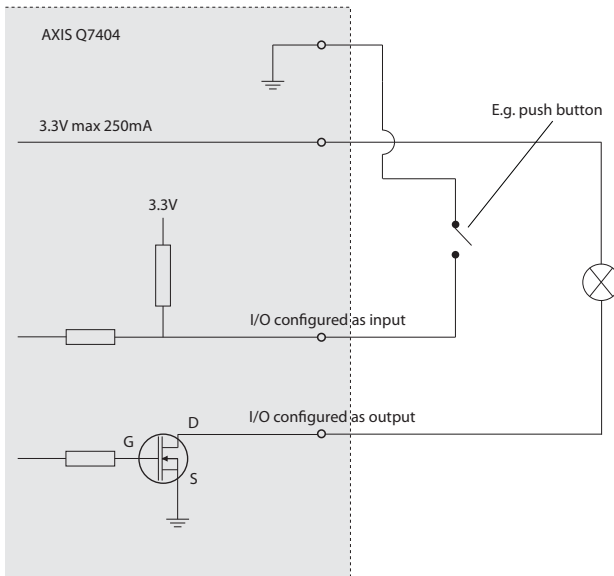 AXIS Q7404
E.g. push button
3.3V max 250mA
3.3V
I/O configured as input
I/O configured as output
D
G
S